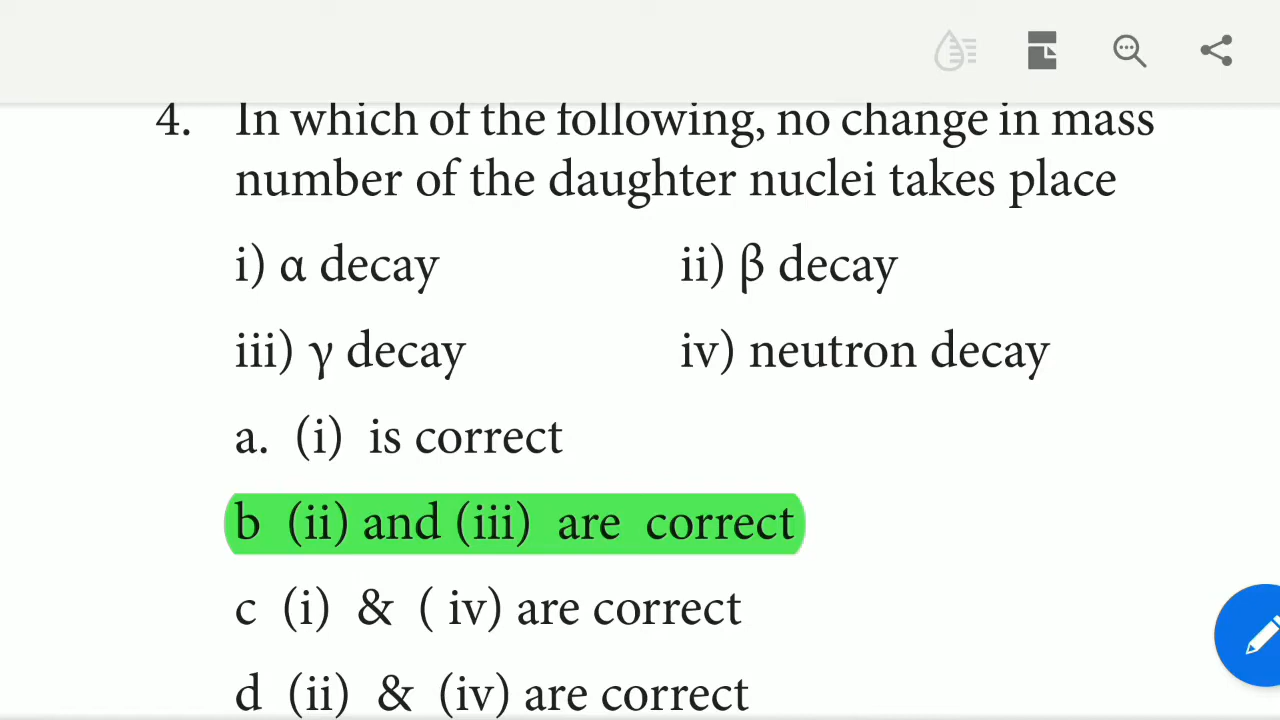 4. In which of the following, no change in mass
number of the daughter nuclei takes place
i) α decay ii) β decay
iii) γ decay iv) neutron decay
a. (i) is correct
b (ii) and (iii) are correct
c (i) & ( iv) are correct
d (ii) & (iv) are correct